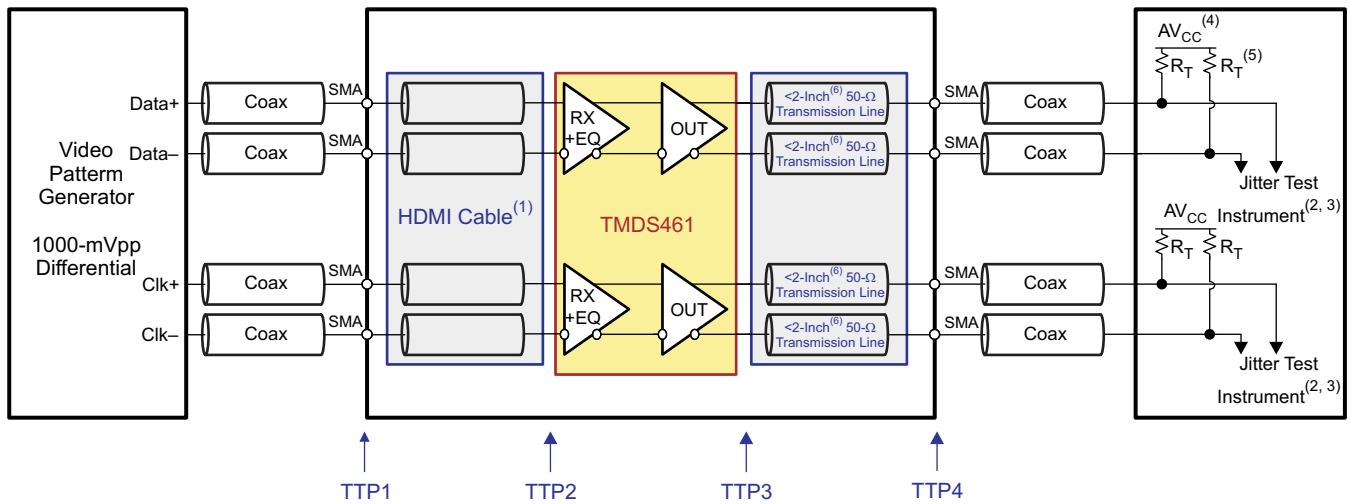 Video
Patterm
Generator
1000-mVpp
Differential
Data+
Data–
Clk+
Clk–
Coax
Coax
Coax
Coax
SMA
SMA
SMA
SMA
HDMI Cable(1)
RX
+EQ
OUT
TMDS461
RX
+EQ
OUT
<2-Inch(6) 50-Ω
Transmission Line
<2-Inch(6) 50-Ω
Transmission Line
<2-Inch(6) 50-Ω
Transmission Line
<2-Inch(6) 50-Ω
Transmission Line
SMA
SMA
SMA
SMA
Coax
Coax
Coax
Coax
AVCC(4)
RT
RT(5)
Jitter Test
Instrument(2, 3)
AVCC
RT
RT
Jitter Test
Instrument(2, 3)
TTP1
TTP2
TTP3
TTP4